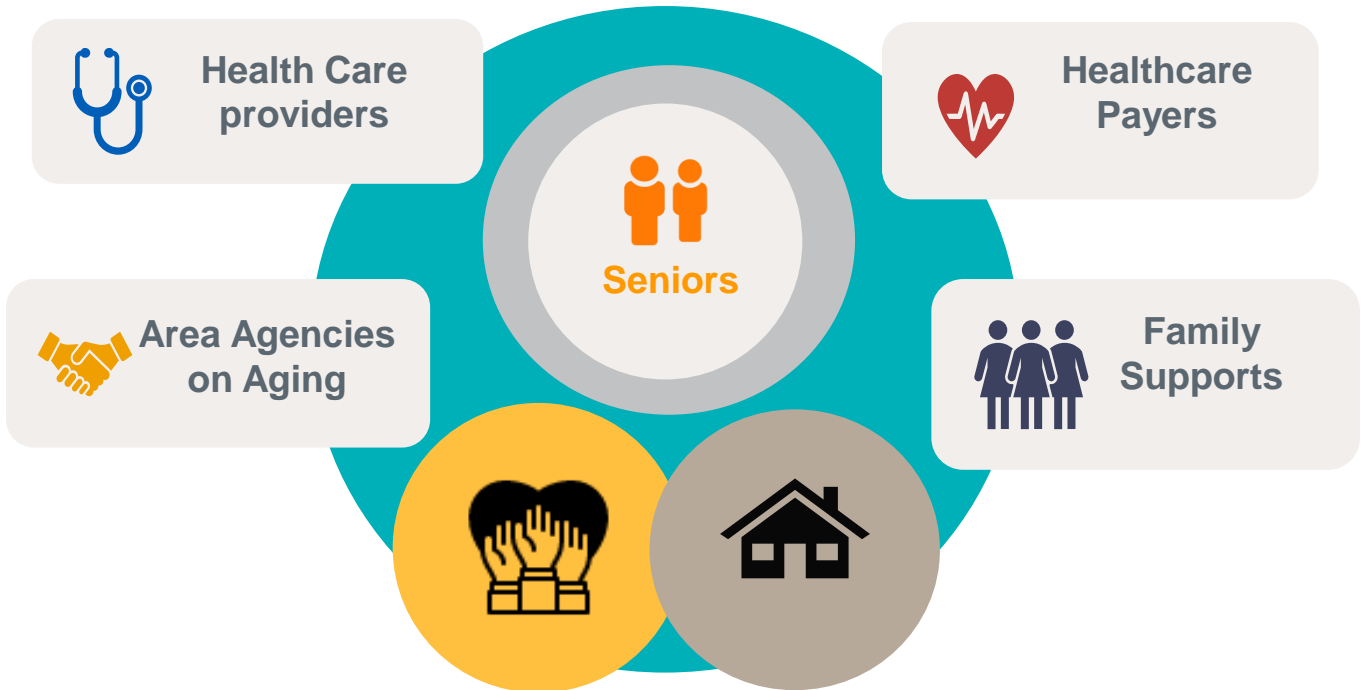 Health Care
providers
Healthcare
Payers
Seniors
Area Agencies
on Aging
Family
Supports